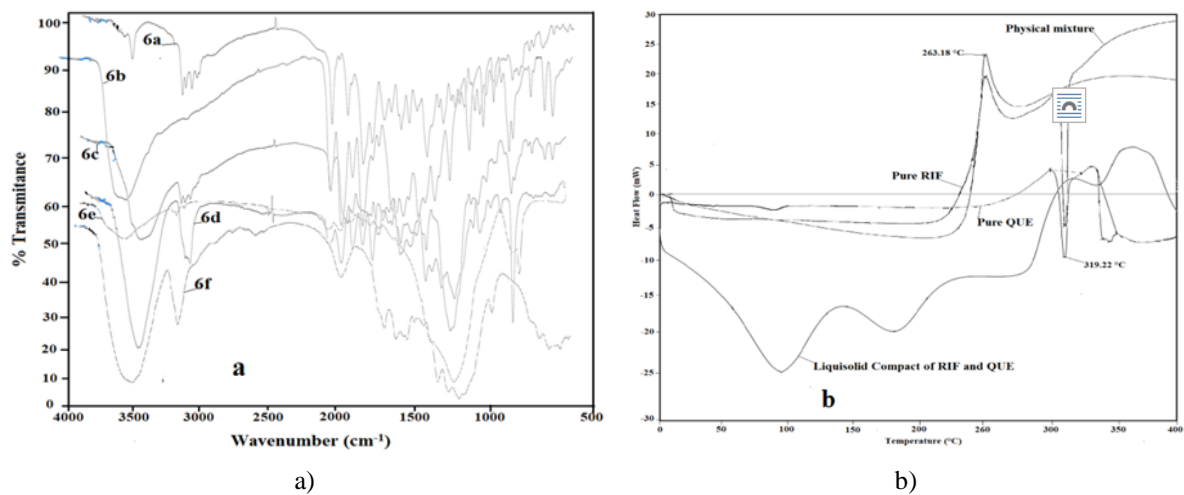 % Transmitance
100
90
80
70
60
50
40
30
20
10
0
6a
6b
6c
6e
6d
6f
a
4000 3500 3000 2500 2000 1500 1000 500
Wavenumber (cm⁻¹)
a)
Heat Flow (mW)
30
25
20
15
10
5
0
-5
-10
-15
-20
-25
-30
Physical mixture
263.18 °C
Pure RIF
Pure QUE
319.22 °C
Liquisolid Compact of RIF and QUE
b
0 50 100 150 200 260 300 350 400
Temperature (°C)
b)